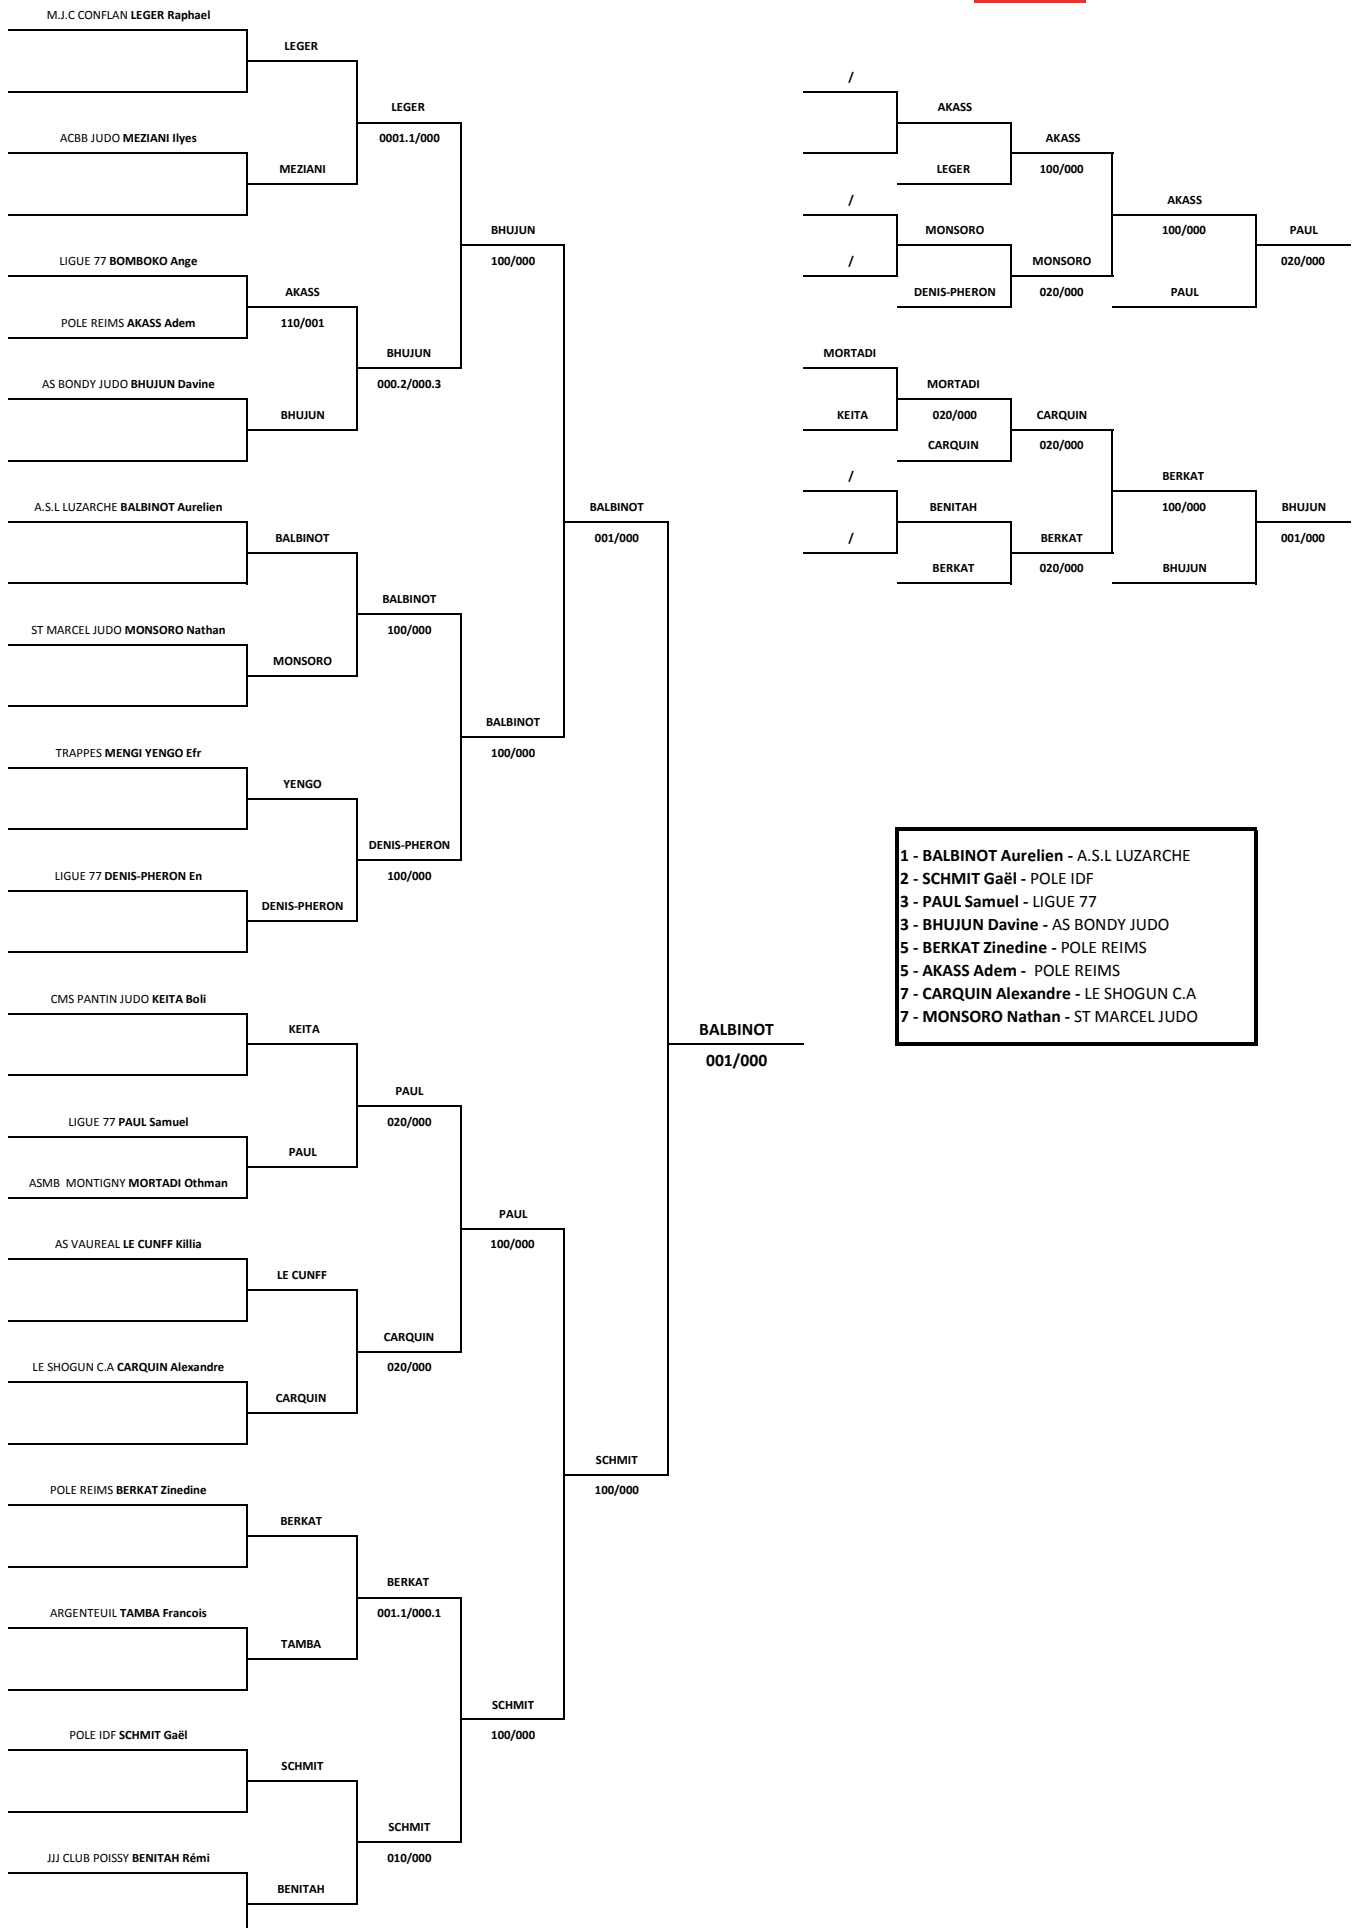 M.J.C CONFLAN LEGER Raphael
LEGER
LEGER
0001.1/000
ACBB JUDO MEZIANI Ilyes
MEZIANI
BHUJUN
100/000
LIGUE 77 BOMBOKO Ange
AKASS
110/001
POLE REIMS AKASS Adem
BHUJUN
000.2/000.3
AS BONDY JUDO BHUJUN Davine
BHUJUN
A.S.L LUZARCHE BALBINOT Aurelien
BALBINOT
001/000
BALBINOT
BALBINOT
100/000
ST MARCEL JUDO MONSORO Nathan
MONSORO
BALBINOT
100/000
TRAPPES MENGI YENGO Efr
YENGO
DENIS-PHERON
100/000
LIGUE 77 DENIS-PHERON En
DENIS-PHERON
CMS PANTIN JUDO KEITA Boli
KEITA
BALBINOT
001/000
PAUL
020/000
LIGUE 77 PAUL Samuel
PAUL
ASMB  MONTIGNY MORTADI Othman
PAUL
100/000
AS VAUREAL LE CUNFF Killia
LE CUNFF
CARQUIN
020/000
LE SHOGUN C.A CARQUIN Alexandre
CARQUIN
SCHMIT
100/000
POLE REIMS BERKAT Zinedine
BERKAT
BERKAT
001.1/000.1
ARGENTEUIL TAMBA Francois
TAMBA
SCHMIT
100/000
POLE IDF SCHMIT Gaël
SCHMIT
SCHMIT
010/000
JJJ CLUB POISSY BENITAH Rémi
BENITAH
/
AKASS
AKASS
100/000
LEGER
/
AKASS
100/000
MONSORO
PAUL
020/000
/
MONSORO
020/000
DENIS-PHERON
PAUL
MORTADI
MORTADI
020/000
KEITA
CARQUIN
020/000
CARQUIN
/
BERKAT
100/000
BENITAH
BHUJUN
001/000
/
BERKAT
020/000
BERKAT
BHUJUN
1 - BALBINOT Aurelien - A.S.L LUZARCHE
2 - SCHMIT Gaël - POLE IDF
3 - PAUL Samuel - LIGUE 77
3 - BHUJUN Davine - AS BONDY JUDO
5 - BERKAT Zinedine - POLE REIMS
5 - AKASS Adem -  POLE REIMS
7 - CARQUIN Alexandre - LE SHOGUN C.A
7 - MONSORO Nathan - ST MARCEL JUDO